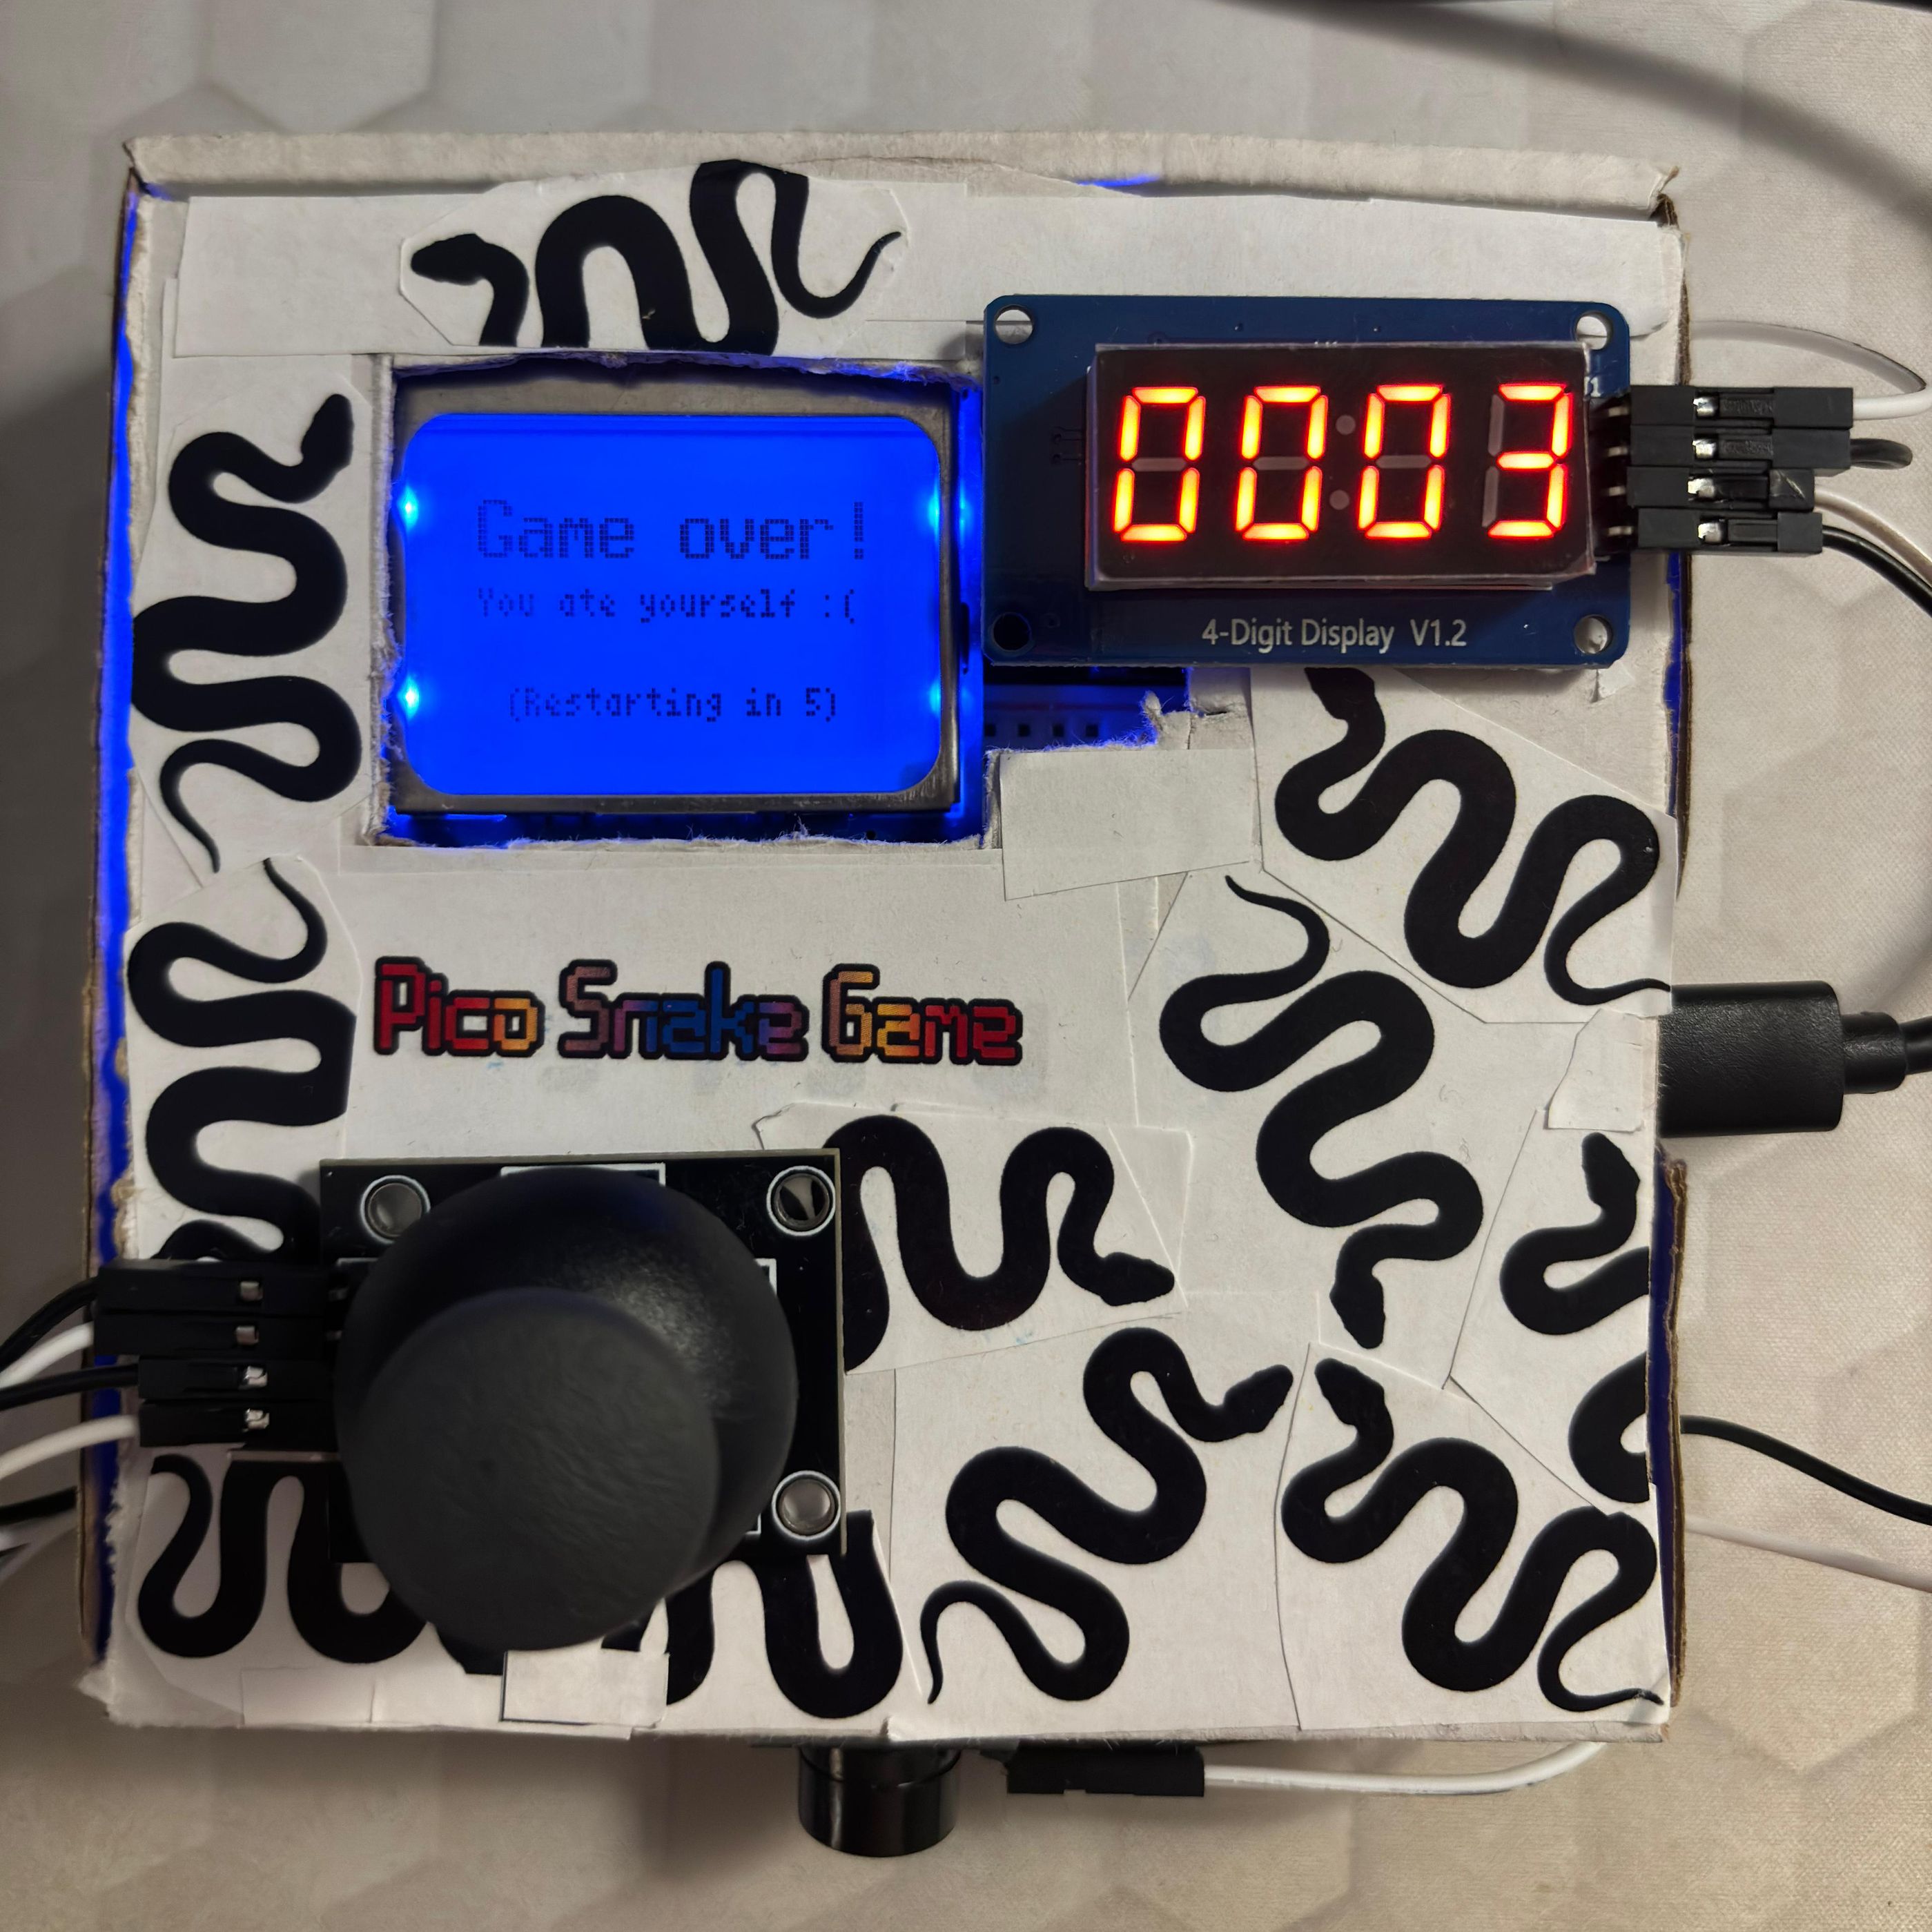 Game over!
You ate yourself :(
(Restarting in 5)
0003
4-Digit Display V1.2
Pico Snake Game